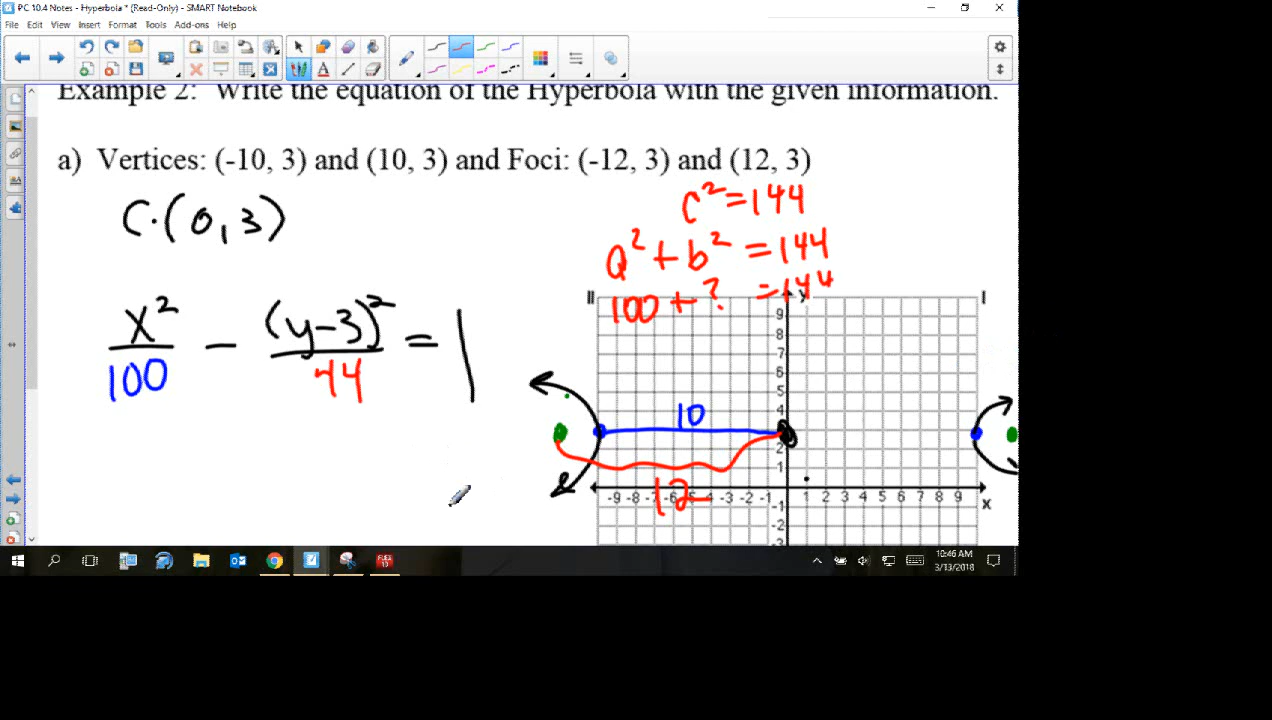 PC 10.4 Notes - Hyperbola * (Read-Only) - SMART Notebook
File Edit View Insert Format Tools Add-ons Help
Example 2: Write the equation of the Hyperbola with the given information.
a) Vertices: (-10, 3) and (10, 3) and Foci: (-12, 3) and (12, 3)
C: (0, 3)
c² = 144
a² + b² = 144
100 + ? = 144
x²/100 - (y-3)²/44 = 1
y
9
8
7
6
5
4
10
2
1
12
-9 -8 -7 -6 -5 -4 -3 -2 -1 1 2 3 4 5 6 7 8 9
x
-1
-2
-3
10:46 AM
3/13/2018